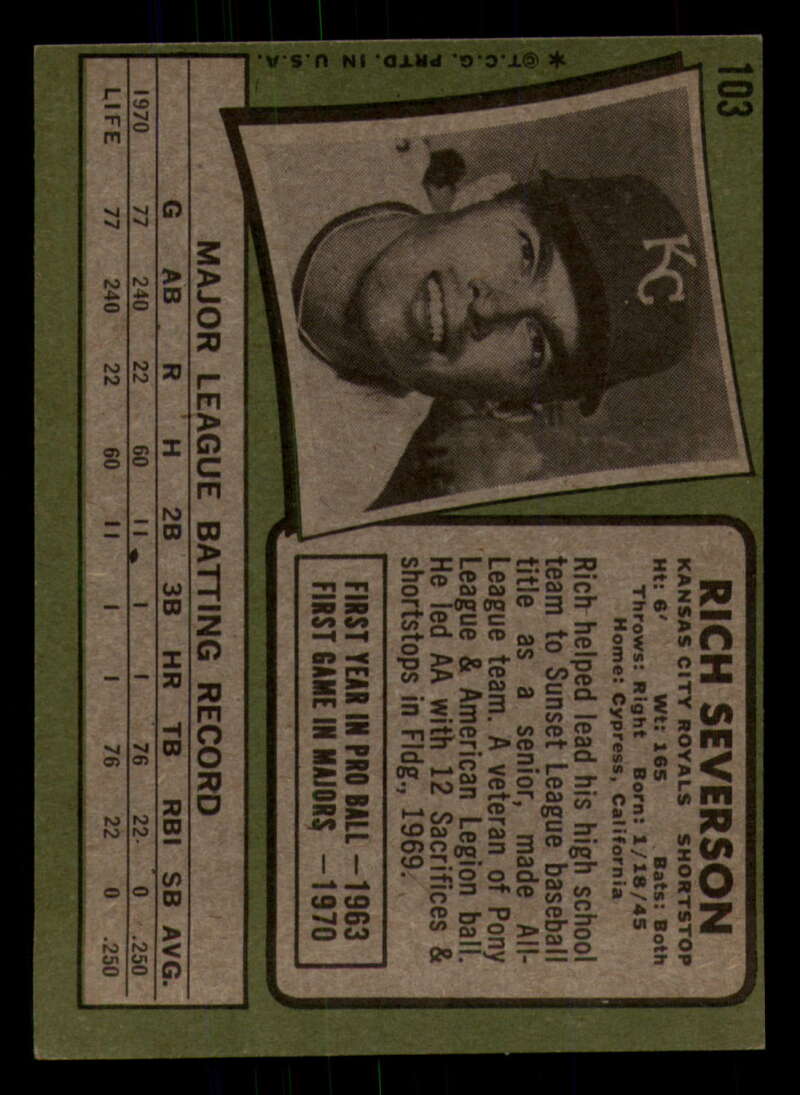 103
KC
RICH SEVERSON
KANSAS CITY ROYALS SHORTSTOP
Ht: 6' Wt: 165 Bats: Both
Throws: Right Born: 1/18/45
Home: Cypress, California
Rich helped lead his high school
team to Sunset League baseball
title as a senior, made All-
League team. A veteran of Pony
League & American Legion ball.
He led AA with 12 Sacrifices &
shortstops in Fldg., 1969.
FIRST YEAR IN PRO BALL —1963
FIRST GAME IN MAJORS —1970
MAJOR LEAGUE BATTING RECORD
G AB R H 2B 3B HR TB RBI SB AVG.
1970 77 240 22 60 11 1 1 76 22 0 .250
LIFE 77 240 22 60 11 1 1 76 22 0 .250
* ©T.C.G. PRTD. IN U.S.A.